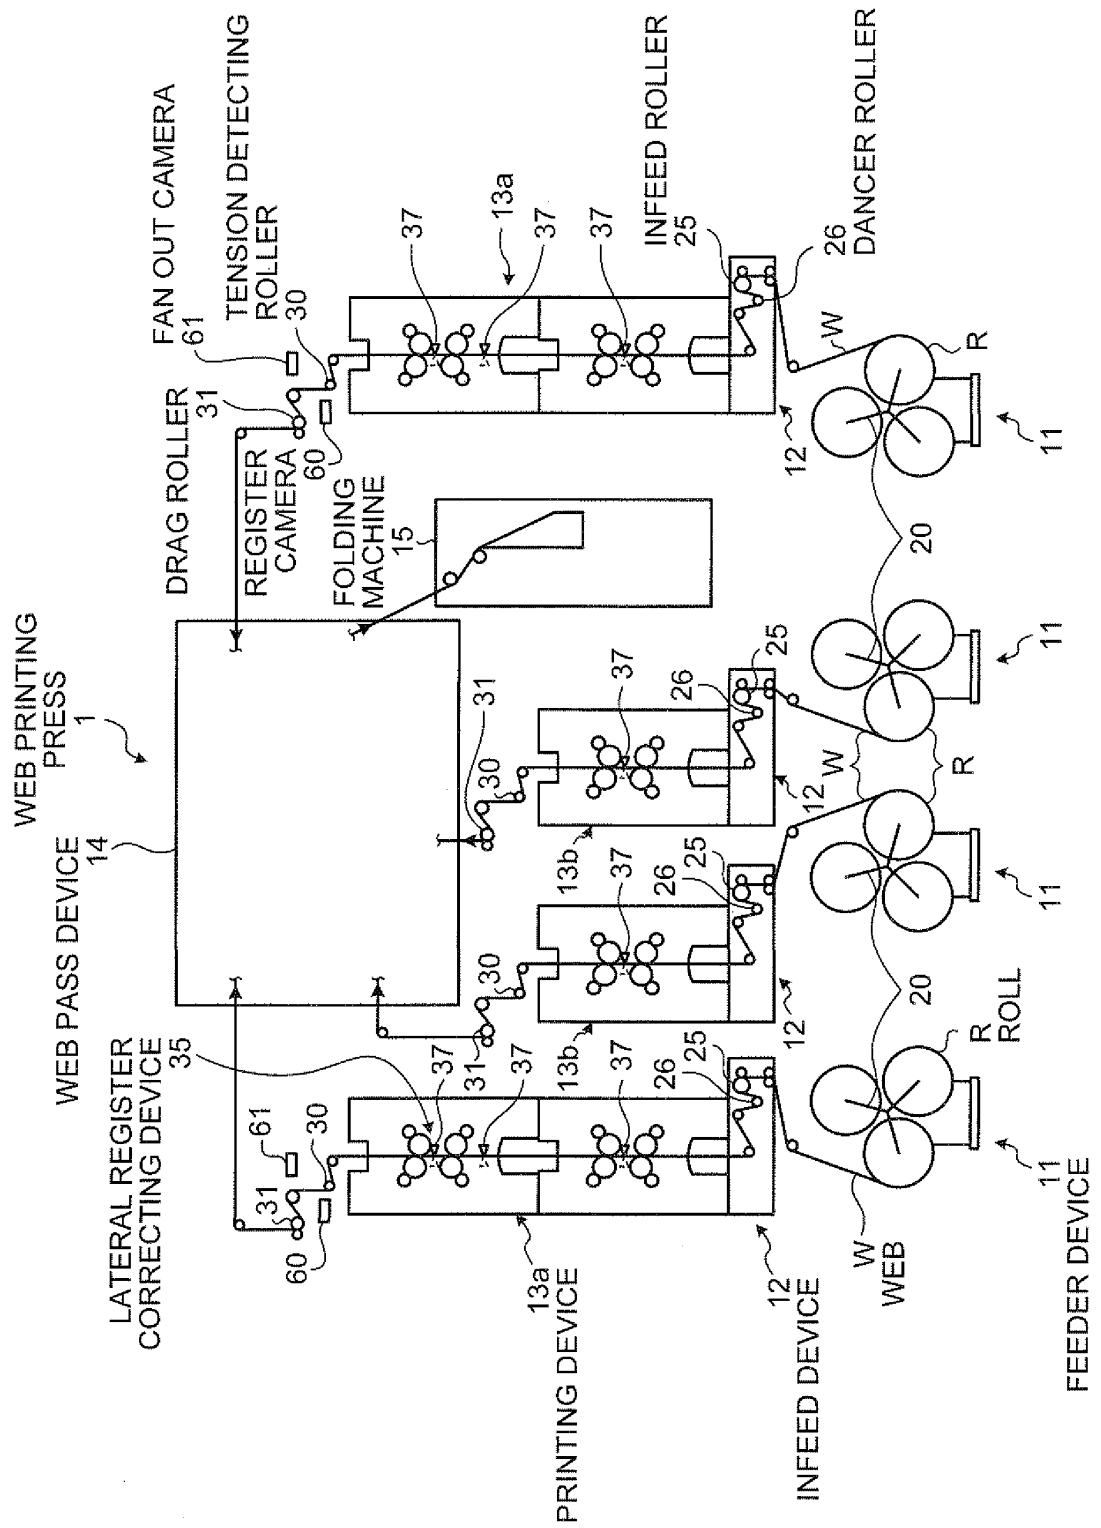 WEB PRINTING
PRESS
1
WEB PASS DEVICE
14
LATERAL REGISTER
CORRECTING DEVICE
35
DRAG ROLLER
31
FAN OUT CAMERA
61
TENSION DETECTING
ROLLER
30
REGISTER
CAMERA
60
FOLDING
MACHINE
15
37
13a
37
37
INFEED ROLLER
25
26
DANCER ROLLER
61
30
31
60
37
37
37
31
30
37
31
30
37
13a
PRINTING DEVICE
13b
13b
26
25
26
25
26
25
12
INFEED DEVICE
12
12
12
W
WEB
W
W
R
ROLL
R
R
20
20
11
FEEDER DEVICE
11
11
11